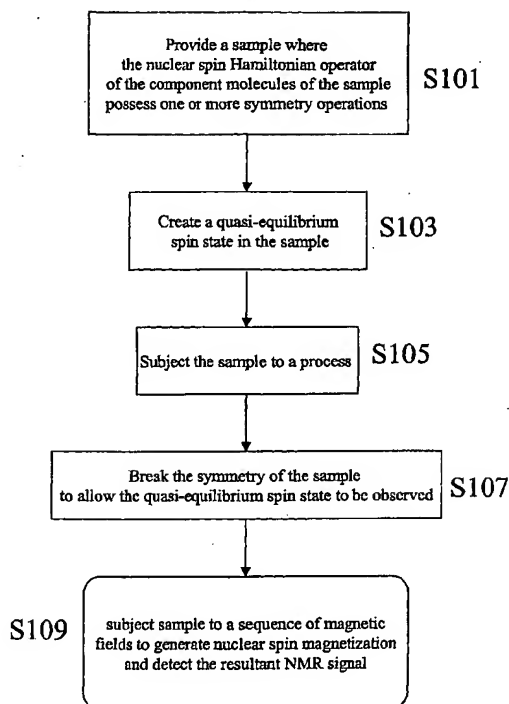 Provide a sample where
the nuclear spin Hamiltonian operator
of the component molecules of the sample
possess one or more symmetry operations
S101
Create a quasi-equilibrium
spin state in the sample
S103
Subject the sample to a process
S105
Break the symmetry of the sample
to allow the quasi-equilibrium spin state to be observed
S107
S109
subject sample to a sequence of magnetic
fields to generate nuclear spin magnetization
and detect the resultant NMR signal